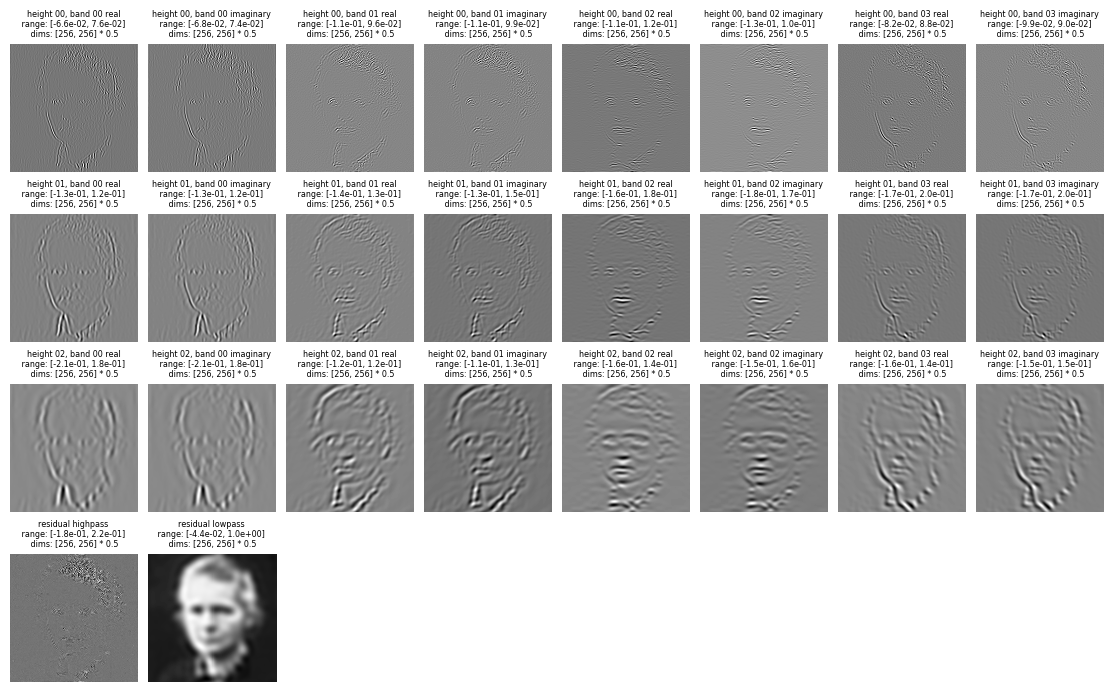 height 00, band 00 real
range: [-6.6e-02, 7.6e-02]
dims: [256, 256] * 0.5
height 00, band 00 imaginary
range: [-6.8e-02, 7.4e-02]
dims: [256, 256] * 0.5
height 00, band 01 real
range: [-1.1e-01, 9.6e-02]
dims: [256, 256] * 0.5
height 00, band 01 imaginary
range: [-1.1e-01, 9.9e-02]
dims: [256, 256] * 0.5
height 00, band 02 real
range: [-1.1e-01, 1.2e-01]
dims: [256, 256] * 0.5
height 00, band 02 imaginary
range: [-1.3e-01, 1.0e-01]
dims: [256, 256] * 0.5
height 00, band 03 real
range: [-8.2e-02, 8.8e-02]
dims: [256, 256] * 0.5
height 00, band 03 imaginary
range: [-9.9e-02, 9.0e-02]
dims: [256, 256] * 0.5
height 01, band 00 real
range: [-1.3e-01, 1.2e-01]
dims: [256, 256] * 0.5
height 01, band 00 imaginary
range: [-1.3e-01, 1.2e-01]
dims: [256, 256] * 0.5
height 01, band 01 real
range: [-1.4e-01, 1.3e-01]
dims: [256, 256] * 0.5
height 01, band 01 imaginary
range: [-1.3e-01, 1.5e-01]
dims: [256, 256] * 0.5
height 01, band 02 real
range: [-1.6e-01, 1.8e-01]
dims: [256, 256] * 0.5
height 01, band 02 imaginary
range: [-1.8e-01, 1.7e-01]
dims: [256, 256] * 0.5
height 01, band 03 real
range: [-1.7e-01, 2.0e-01]
dims: [256, 256] * 0.5
height 01, band 03 imaginary
range: [-1.7e-01, 2.0e-01]
dims: [256, 256] * 0.5
height 02, band 00 real
range: [-2.1e-01, 1.8e-01]
dims: [256, 256] * 0.5
height 02, band 00 imaginary
range: [-2.1e-01, 1.8e-01]
dims: [256, 256] * 0.5
height 02, band 01 real
range: [-1.2e-01, 1.2e-01]
dims: [256, 256] * 0.5
height 02, band 01 imaginary
range: [-1.1e-01, 1.3e-01]
dims: [256, 256] * 0.5
height 02, band 02 real
range: [-1.6e-01, 1.4e-01]
dims: [256, 256] * 0.5
height 02, band 02 imaginary
range: [-1.5e-01, 1.6e-01]
dims: [256, 256] * 0.5
height 02, band 03 real
range: [-1.6e-01, 1.4e-01]
dims: [256, 256] * 0.5
height 02, band 03 imaginary
range: [-1.5e-01, 1.5e-01]
dims: [256, 256] * 0.5
residual highpass
range: [-1.8e-01, 2.2e-01]
dims: [256, 256] * 0.5
residual lowpass
range: [-4.4e-02, 1.0e+00]
dims: [256, 256] * 0.5